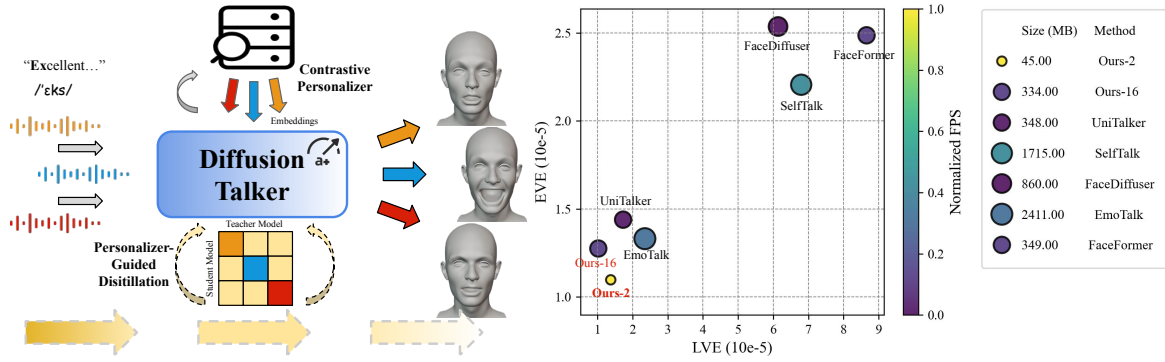 “Excellent…”
/'ɛks/
Contrastive
Personalizer
Embeddings
Diffusion
Talker
a+
Teacher Model
Student Model
Personalizer-
Guided
Disitillation
EVE (10e-5)
2.5
2.0
1.5
1.0
FaceDiffuser
FaceFormer
SelfTalk
UniTalker
EmoTalk
Ours-16
Ours-2
1 2 3 4 5 6 7 8 9
LVE (10e-5)
1.0
0.8
0.6
0.4
0.2
0.0
Normalized FPS
Size (MB) Method
45.00 Ours-2
334.00 Ours-16
348.00 UniTalker
1715.00 SelfTalk
860.00 FaceDiffuser
2411.00 EmoTalk
349.00 FaceFormer